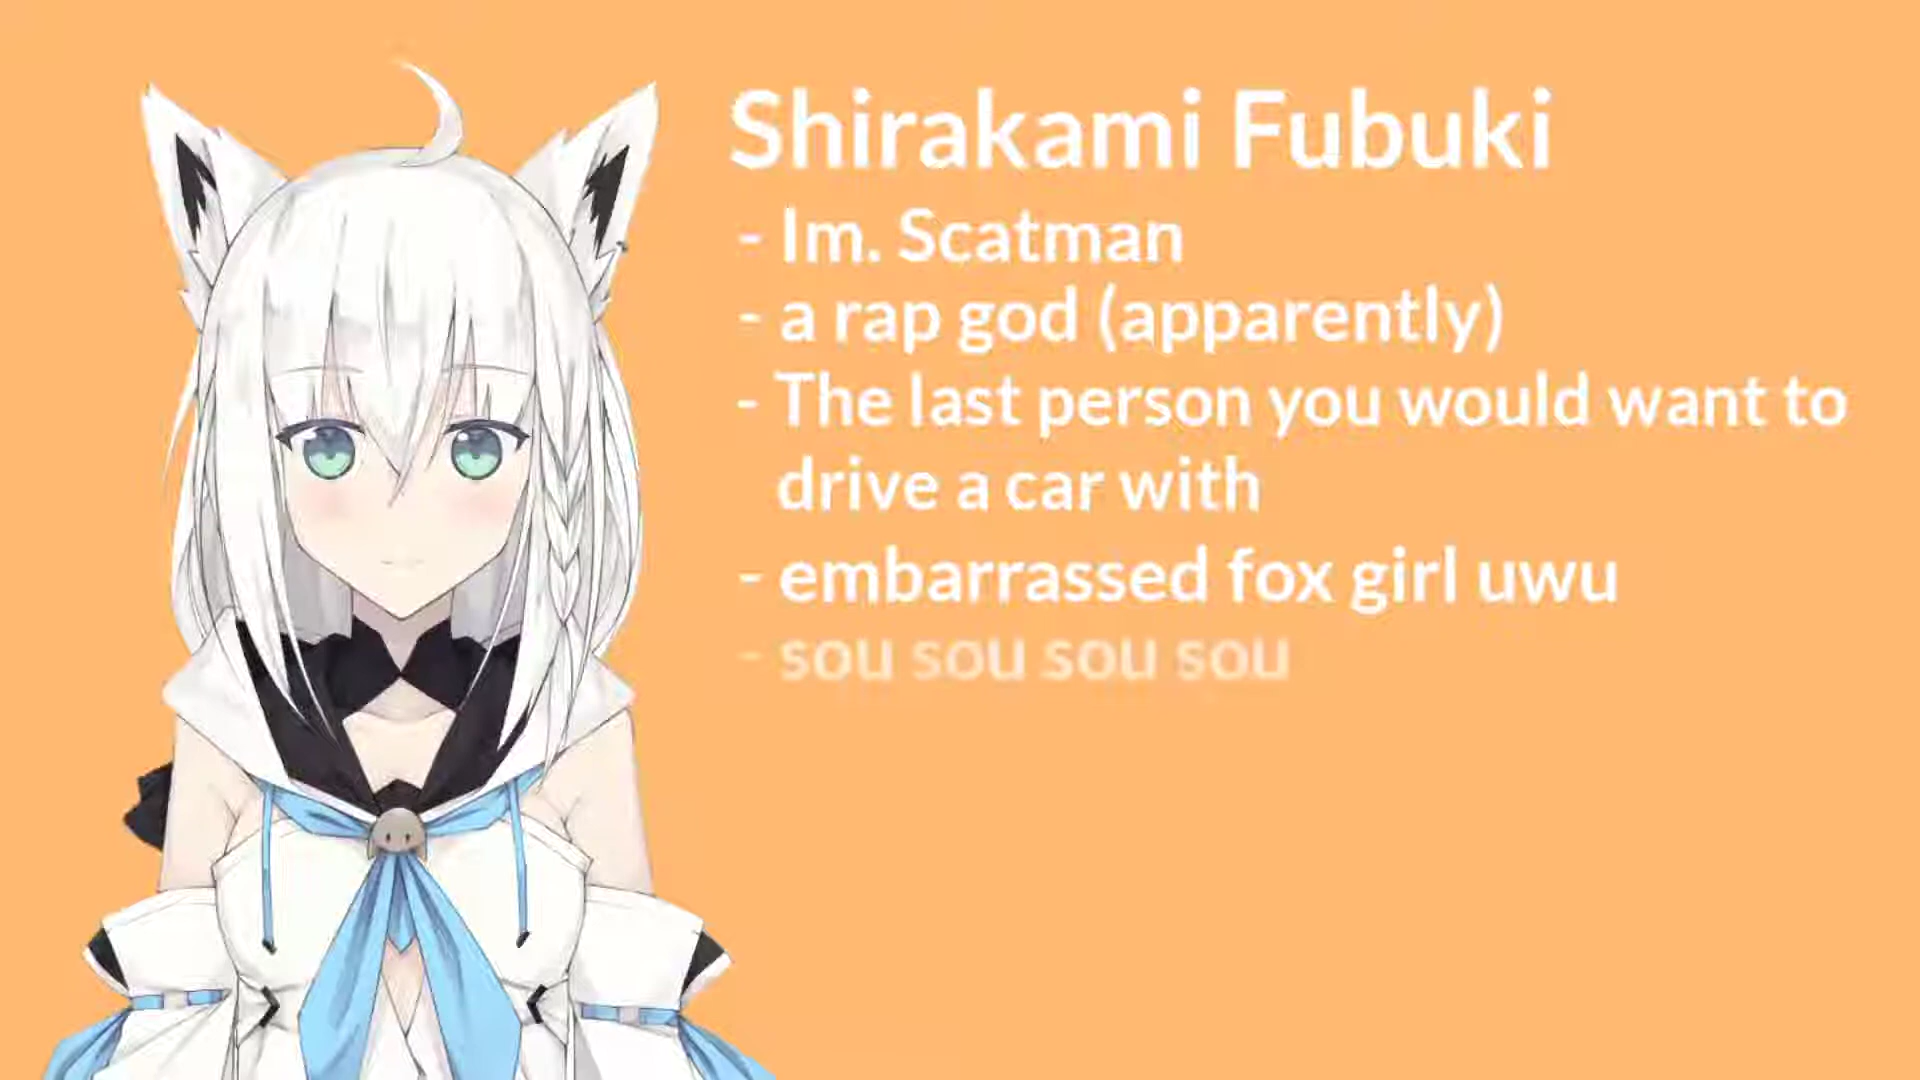 Shirakami Fubuki
- Im. Scatman
- a rap god (apparently)
- The last person you would want to
drive a car with
- embarrassed fox girl uwu
- sou sou sou sou